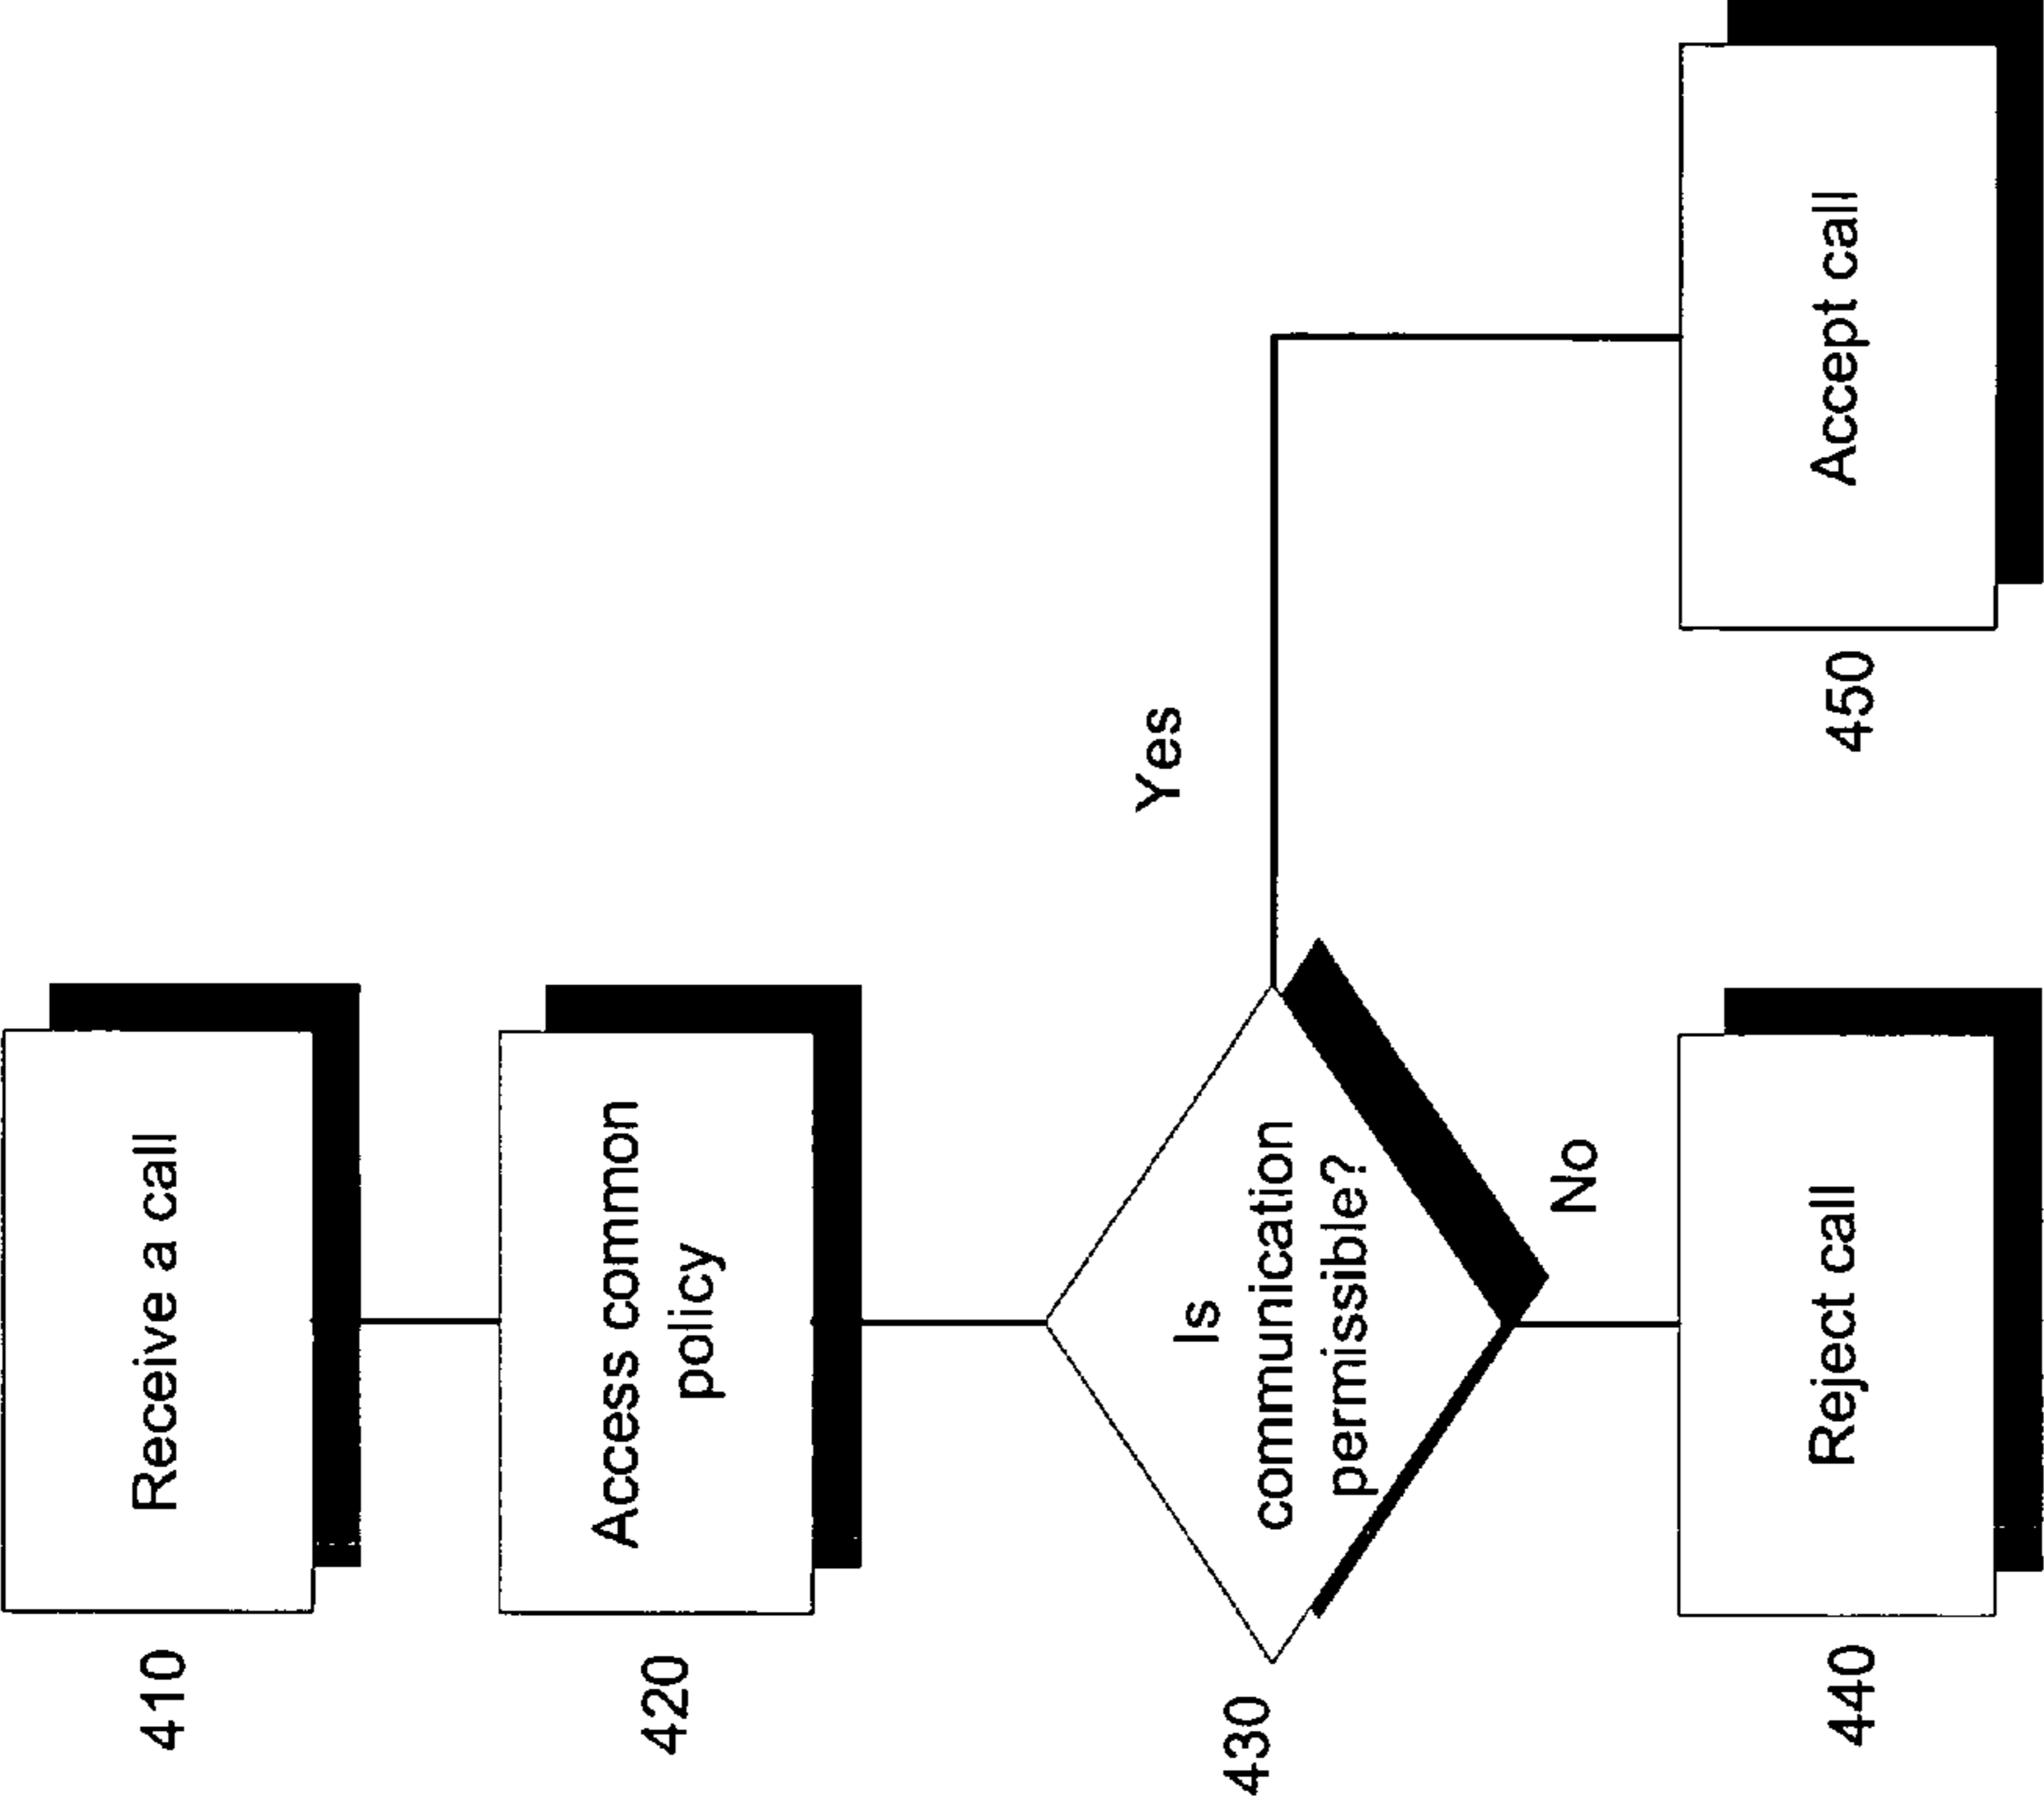 410
Receive a call
420
Access common
policy
430
Is
communication
permissible?
Yes
No
440
Reject call
450
Accept call